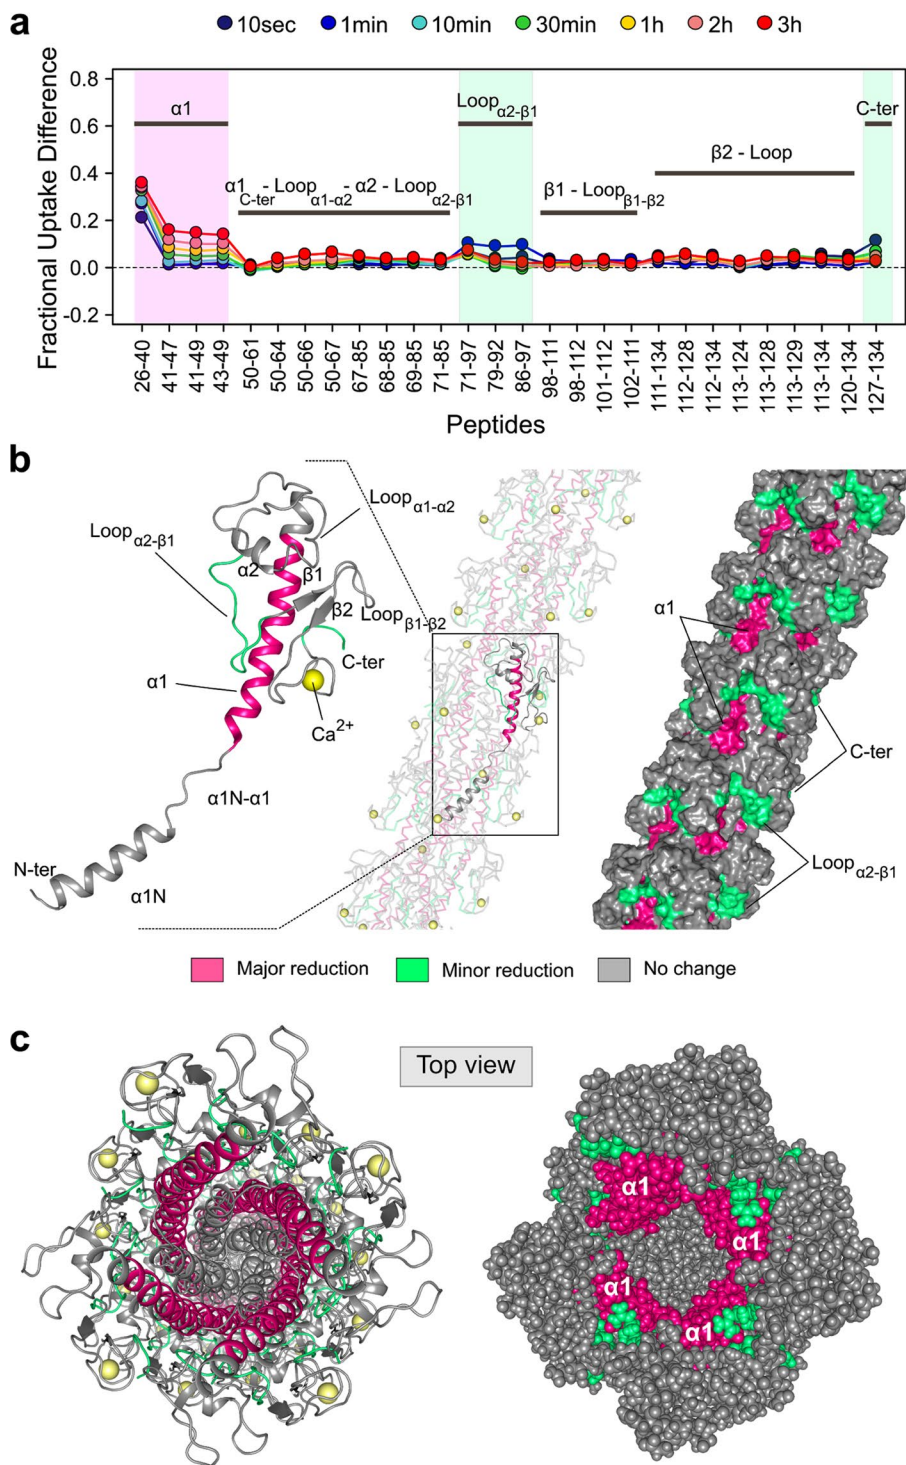 a
10sec 1min 10min 30min 1h 2h 3h
Fractional Uptake Difference
0.8
0.6
0.4
0.2
0.0
-0.2
α1
Loopα2-β1
C-ter
α1C-ter - Loopα1-α2 - α2 - Loopα2-β1
β1 - Loopβ1-β2
β2 - Loop
26-40
41-47
41-49
43-49
50-61
50-64
50-66
50-67
67-85
68-85
69-85
71-85
71-97
79-92
86-97
98-111
98-112
101-112
102-111
111-134
112-128
112-134
113-124
113-128
113-129
113-134
120-134
127-134
Peptides
b
Loopα1-α2
Loopα2-β1
α2
β1
β2
Loopβ1-β2
C-ter
α1
Ca2+
α1N-α1
N-ter
α1N
α1
C-ter
Loopα2-β1
Major reduction Minor reduction No change
c
Top view
α1
α1
α1
α1